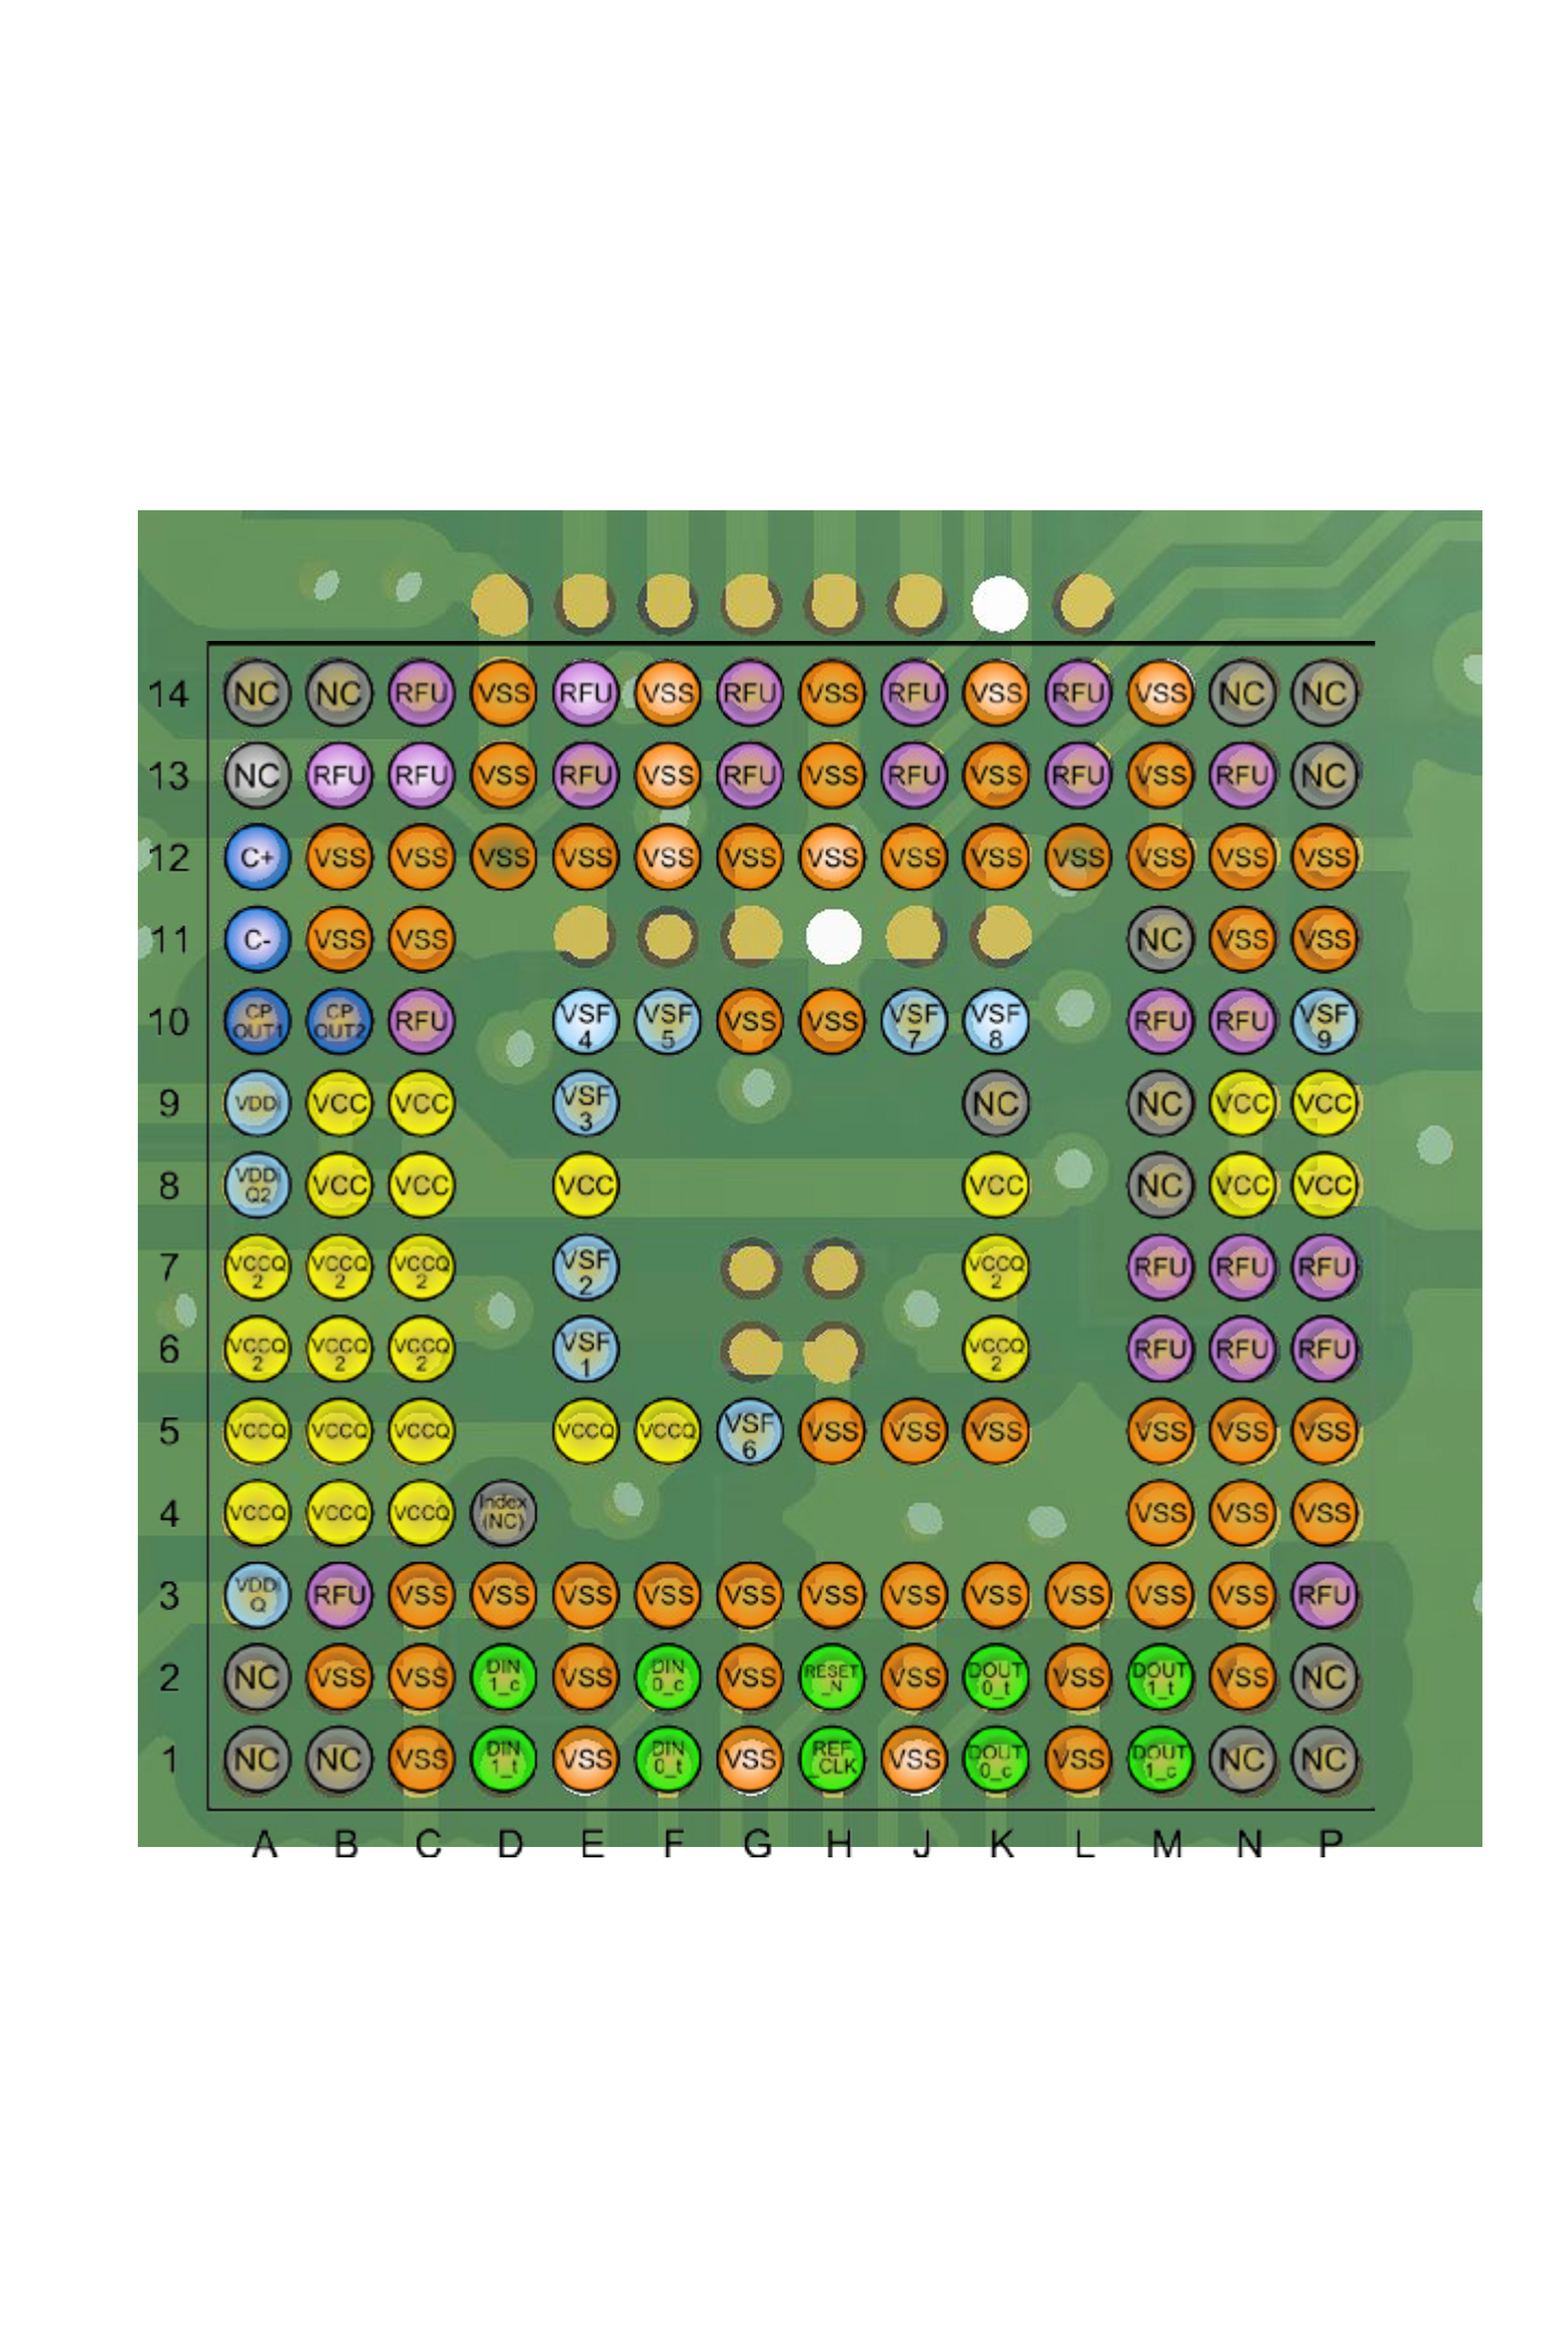 14 NC NC RFU VSS RFU VSS RFU VSS RFU VSS RFU VSS NC NC
13 NC RFU RFU VSS RFU VSS RFU VSS RFU VSS RFU VSS RFU NC
12 C+ VSS VSS VSS VSS VSS VSS VSS VSS VSS VSS VSS VSS VSS
11 C- VSS VSS NC VSS VSS
10 CP OUT1 CP OUT2 RFU VSF 4 VSF 5 VSS VSS VSF 7 VSF 8 RFU RFU VSF 9
9 VDDi VCC VCC VSF 3 NC NC VCC VCC
8 VDD Q2 VCC VCC VCC VCC NC VCC VCC
7 VCCQ 2 VCCQ 2 VCCQ 2 VSF 2 VCCQ 2 RFU RFU RFU
6 VCCQ 2 VCCQ 2 VCCQ 2 VSF 1 VCCQ 2 RFU RFU RFU
5 VCCQ VCCQ VCCQ VCCQ VCCQ VSF 6 VSS VSS VSS VSS VSS VSS
4 VCCQ VCCQ VCCQ Index (NC) VSS VSS VSS
3 VDD Q RFU VSS VSS VSS VSS VSS VSS VSS VSS VSS VSS VSS RFU
2 NC VSS VSS DIN 1_c VSS DIN 0_c VSS RESET _N VSS DOUT 0_t VSS DOUT 1_t VSS NC
1 NC NC VSS DIN 1_t VSS DIN 0_t VSS REF _CLK VSS DOUT 0_c VSS DOUT 1_c NC NC
A B C D E F G H J K L M N P